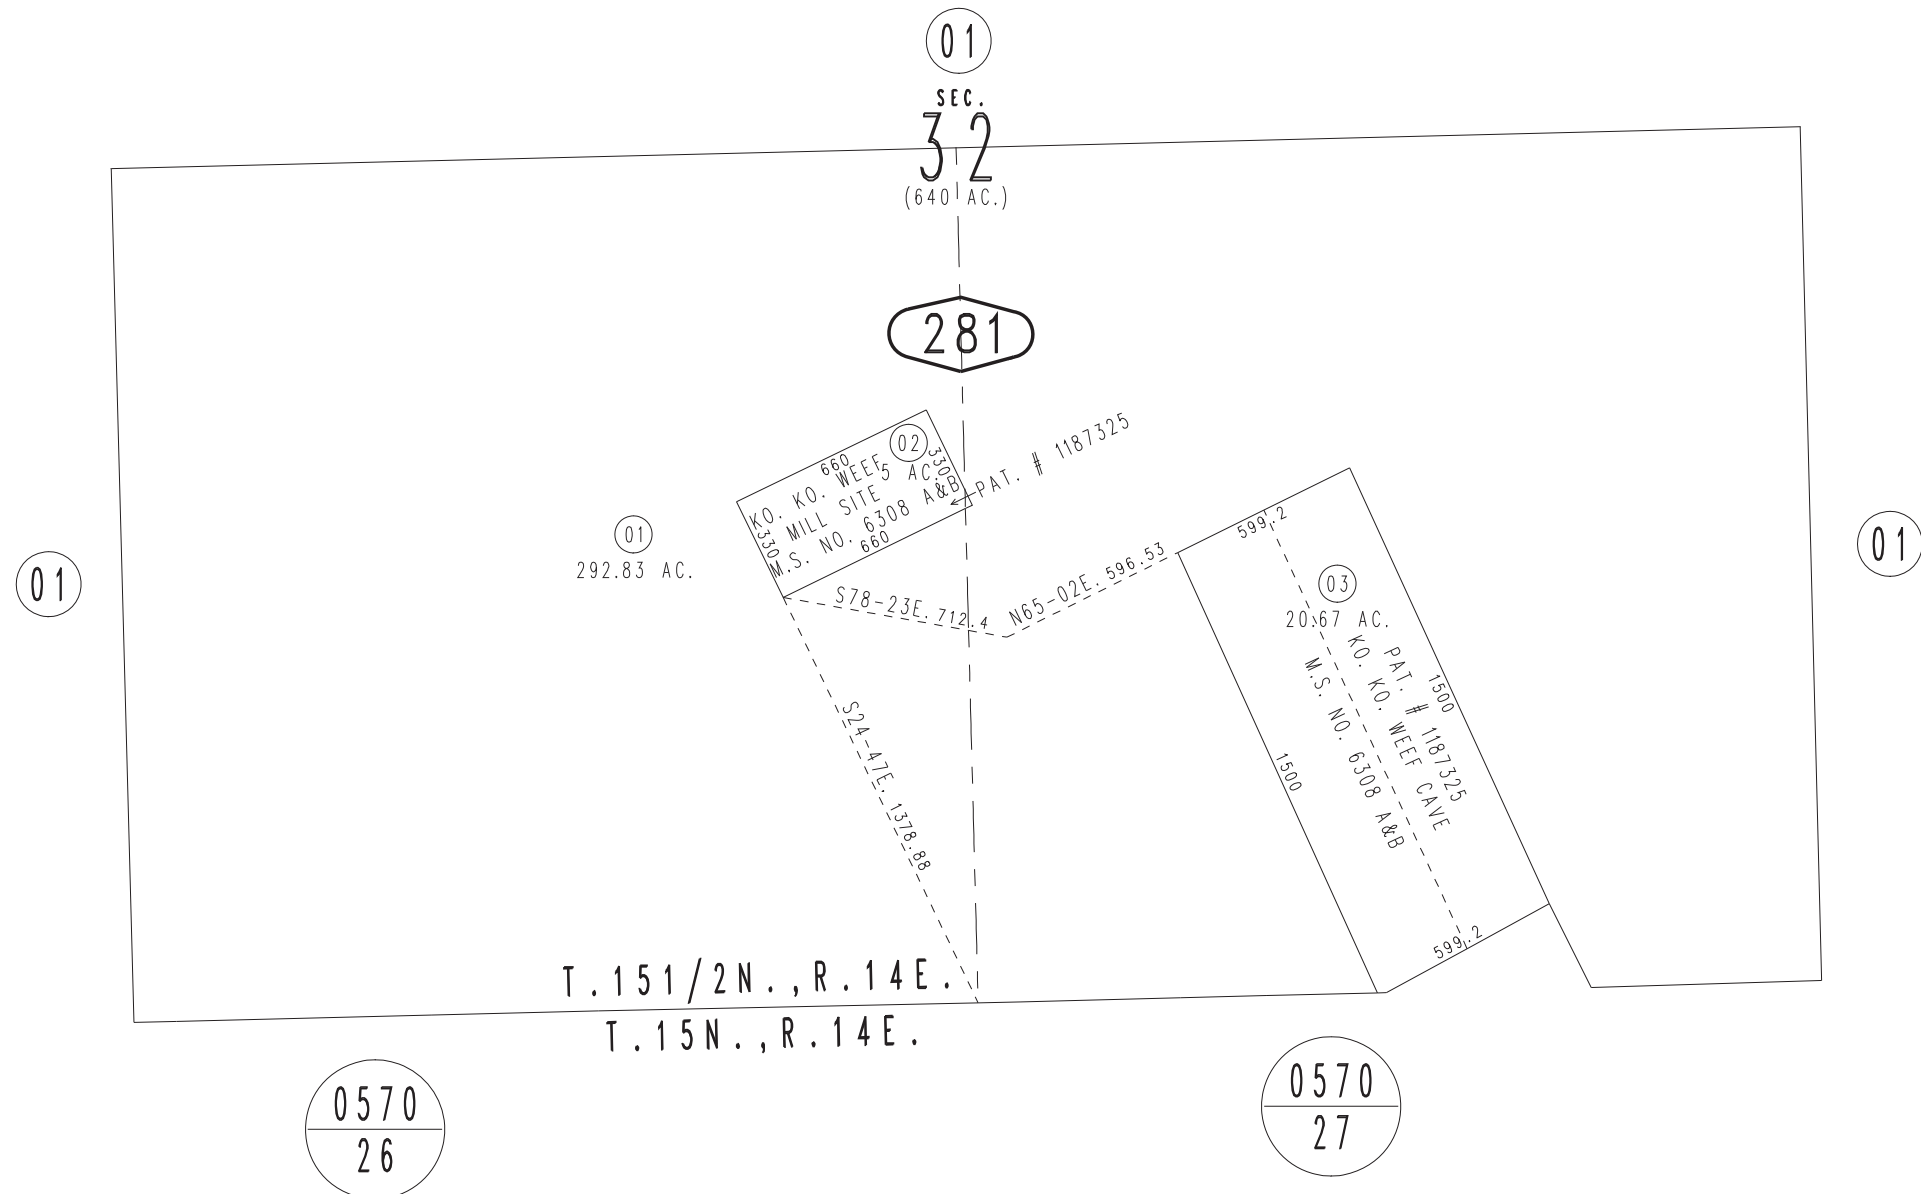 01
SEC.
32
(640 AC.)
281
02
660
330
KO. KO. WEEF 5 AC.
MILL SITE
M.S. NO. 6308 A&B
330
660
PAT. # 1187325
01
292.83 AC.
01
01
S78-23E. 712.4
N65-02E. 596.53
599.2
03
20.67 AC.
PAT. # 1187325
KO. KO. WEEF CAVE
M.S. NO. 6308 A&B
1500
1500
S24-47E. 1378.88
599.2
T.151/2N.,R.14E.
T.15N.,R.14E.
0570
26
0570
27